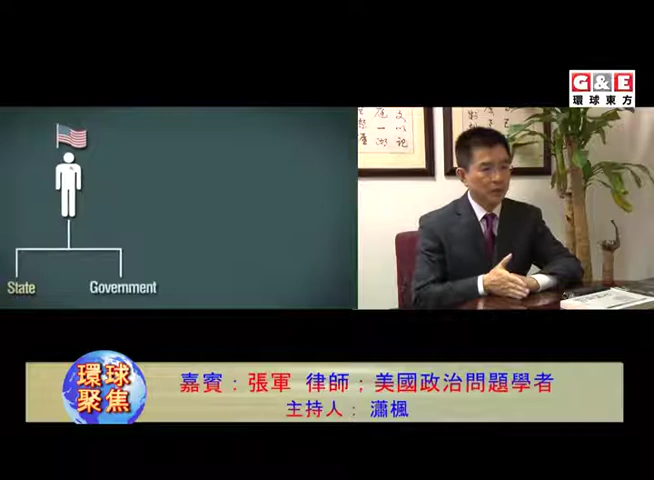 G&E
環球東方
State
Government
環球
聚焦
嘉賓：張軍 律師；美國政治問題學者
主持人： 瀟楓